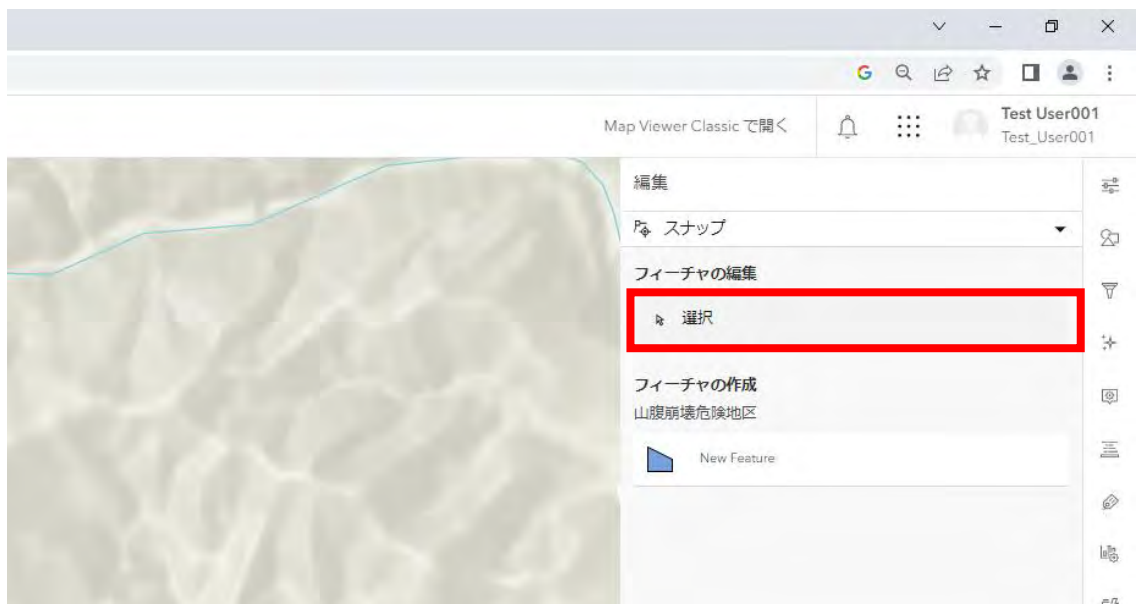 Map Viewer Classic で開く
Test User001
Test_User001
編集
スナップ
フィーチャの編集
選択
フィーチャの作成
山腹崩壊危険地区
New Feature